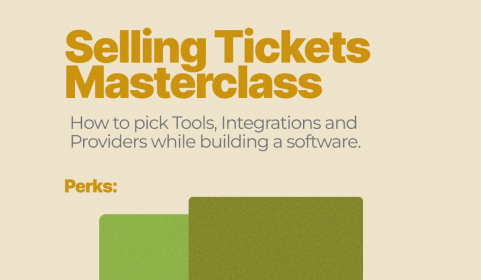 Selling Tickets
Masterclass
How to pick Tools, Integrations and
Providers while building a software.
Perks: